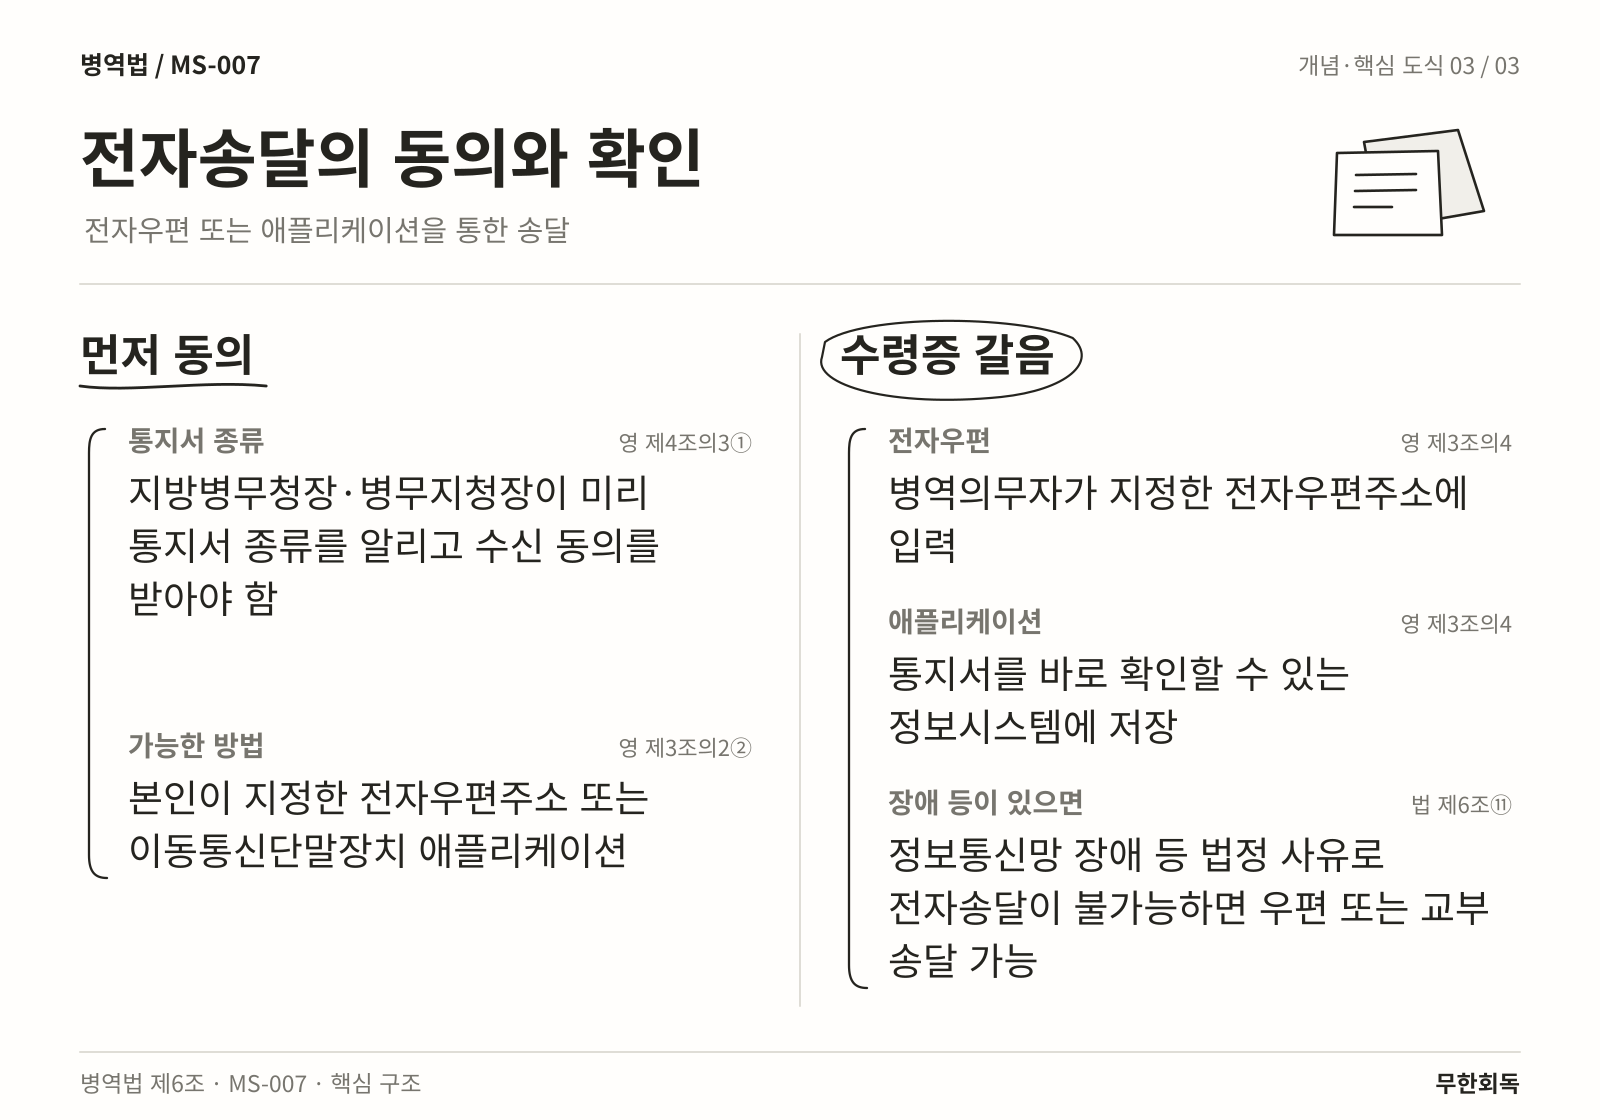 병역법 / MS-007
개념·핵심 도식 03 / 03
전자송달의 동의와 확인
전자우편 또는 애플리케이션을 통한 송달
먼저 동의
통지서 종류
영 제4조의3①
지방병무청장·병무지청장이 미리
통지서 종류를 알리고 수신 동의를
받아야 함
가능한 방법
영 제3조의2②
본인이 지정한 전자우편주소 또는
이동통신단말장치 애플리케이션
수령증 갈음
전자우편
영 제3조의4
병역의무자가 지정한 전자우편주소에
입력
애플리케이션
영 제3조의4
통지서를 바로 확인할 수 있는
정보시스템에 저장
장애 등이 있으면
법 제6조⑪
정보통신망 장애 등 법정 사유로
전자송달이 불가능하면 우편 또는 교부
송달 가능
병역법 제6조 · MS-007 · 핵심 구조
무한회독